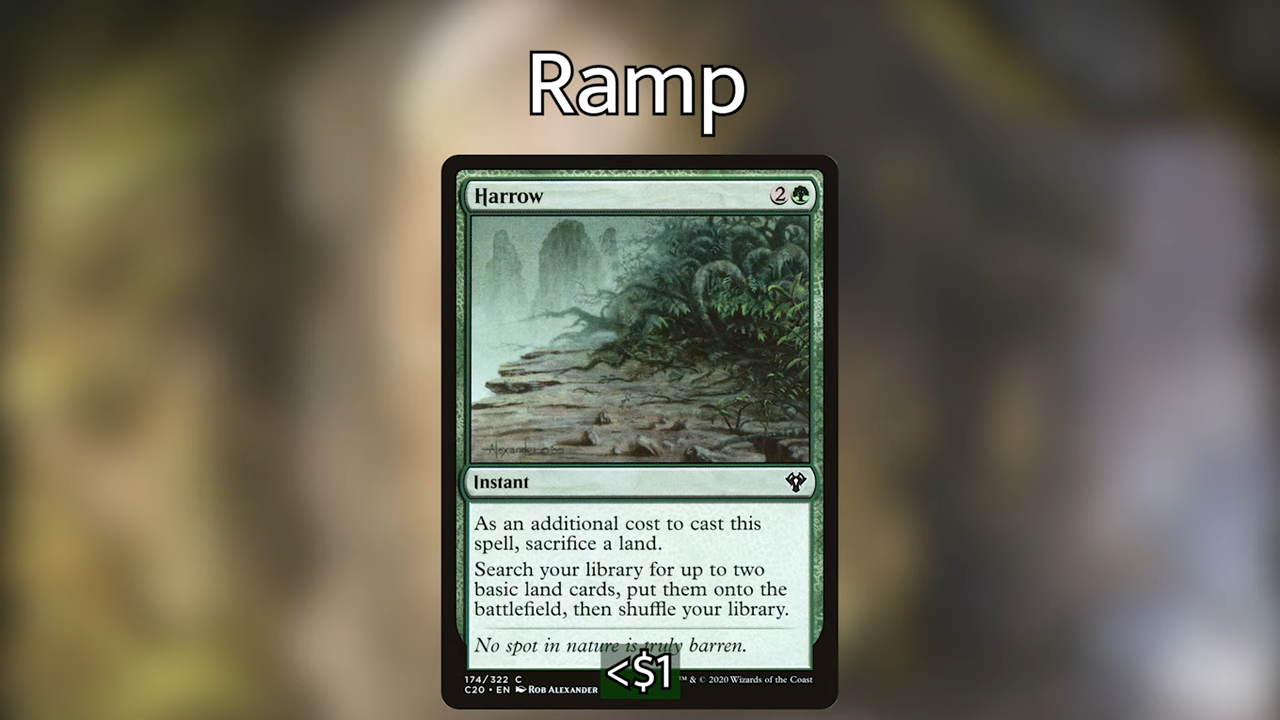 Ramp
Harrow
2
Alexander
Instant
As an additional cost to cast this
spell, sacrifice a land.
Search your library for up to two
basic land cards, put them onto the
battlefield, then shuffle your library.
No spot in nature is truly barren.
<$1
174/322 C
C20 • EN Rob Alexander
™ & © 2020 Wizards of the Coast